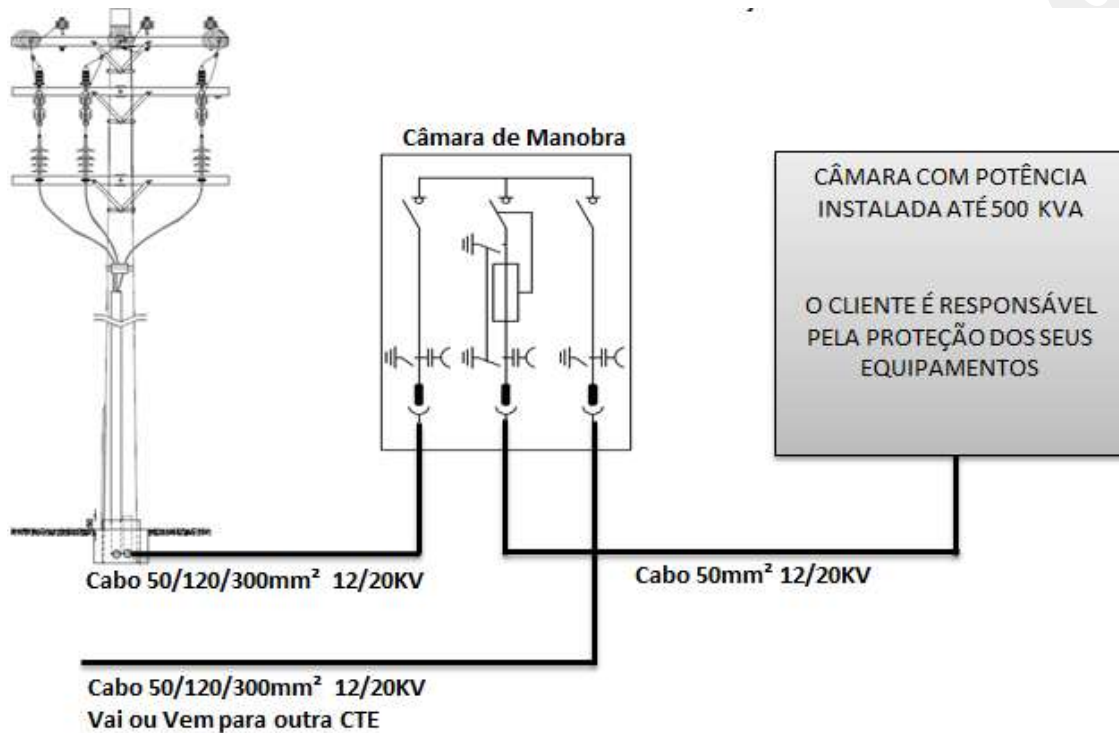 Câmara de Manobra
CÂMARA COM POTÊNCIA
INSTALADA ATÉ 500 KVA
O CLIENTE É RESPONSÁVEL
PELA PROTEÇÃO DOS SEUS
EQUIPAMENTOS
Cabo 50/120/300mm² 12/20KV
Cabo 50mm² 12/20KV
Cabo 50/120/300mm² 12/20KV
Vai ou Vem para outra CTE